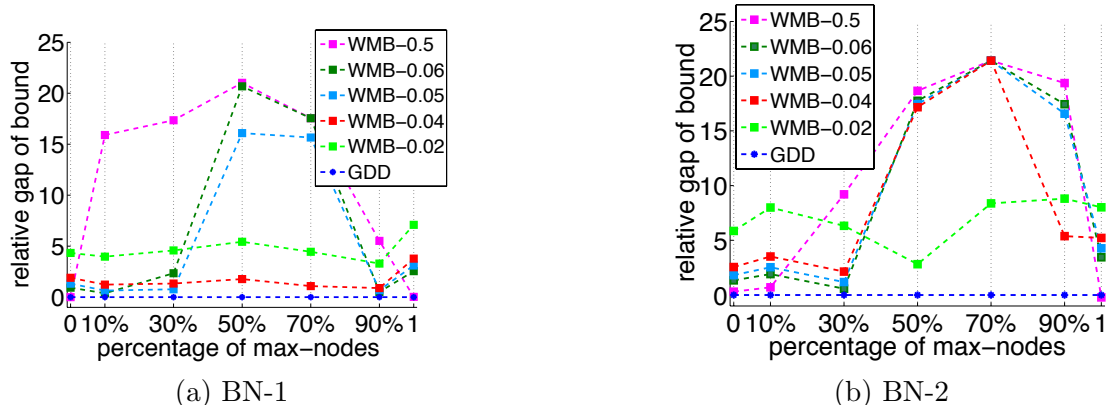 25
20
15
10
5
0
relative gap of bound
WMB-0.5
WMB-0.06
WMB-0.05
WMB-0.04
WMB-0.02
GDD
0 10% 30% 50% 70% 90% 1
percentage of max-nodes
(a) BN-1
25
20
15
10
5
0
relative gap of bound
WMB-0.5
WMB-0.06
WMB-0.05
WMB-0.04
WMB-0.02
GDD
0 10% 30% 50% 70% 90% 1
percentage of max-nodes
(b) BN-2